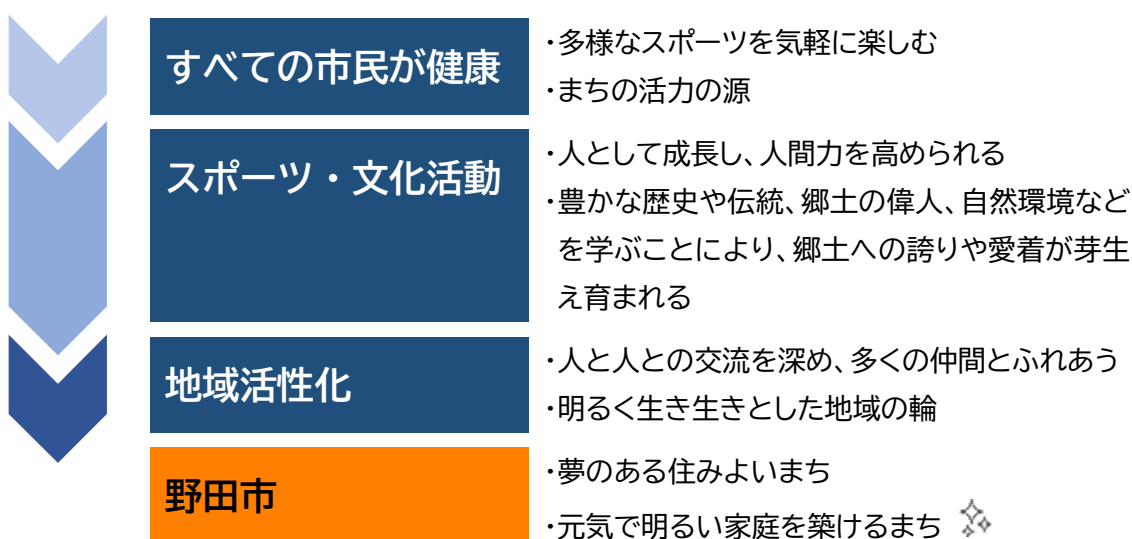 すべての市民が健康
・多様なスポーツを気軽に楽しむ
・まちの活力の源
スポーツ・文化活動
・人として成長し、人間力を高められる
・豊かな歴史や伝統、郷土の偉人、自然環境など
を学ぶことにより、郷土への誇りや愛着が芽生
え育まれる
地域活性化
・人と人との交流を深め、多くの仲間とふれあう
・明るく生き生きとした地域の輪
野田市
・夢のある住みよいまち
・元気で明るい家庭を築けるまち